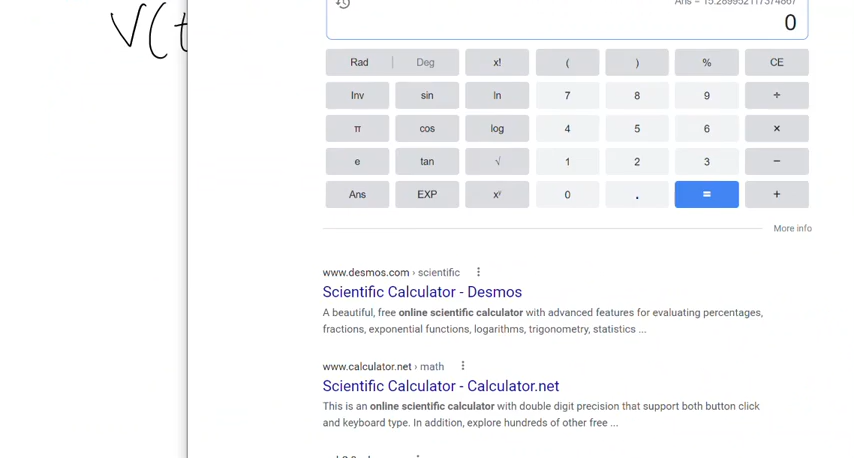 V(t
Ans = 15.289952117374867
0
Rad Deg x! ( ) % CE
Inv sin ln 7 8 9 ÷
π cos log 4 5 6 ×
e tan √ 1 2 3 −
Ans EXP xʸ 0 . = +
More info
www.desmos.com › scientific
Scientific Calculator - Desmos
A beautiful, free online scientific calculator with advanced features for evaluating percentages,
fractions, exponential functions, logarithms, trigonometry, statistics ...
www.calculator.net › math
Scientific Calculator - Calculator.net
This is an online scientific calculator with double digit precision that support both button click
and keyboard type. In addition, explore hundreds of other free ...